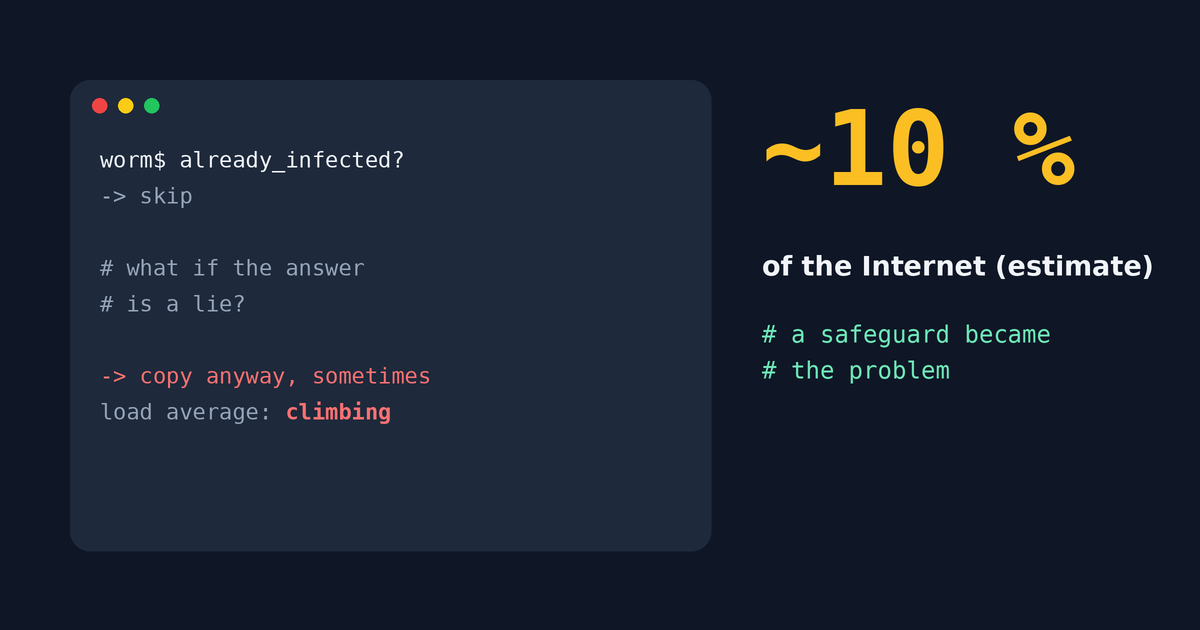 worm$ already_infected?
-> skip
# what if the answer
# is a lie?
-> copy anyway, sometimes
load average: climbing
~10 %
of the Internet (estimate)
# a safeguard became
# the problem